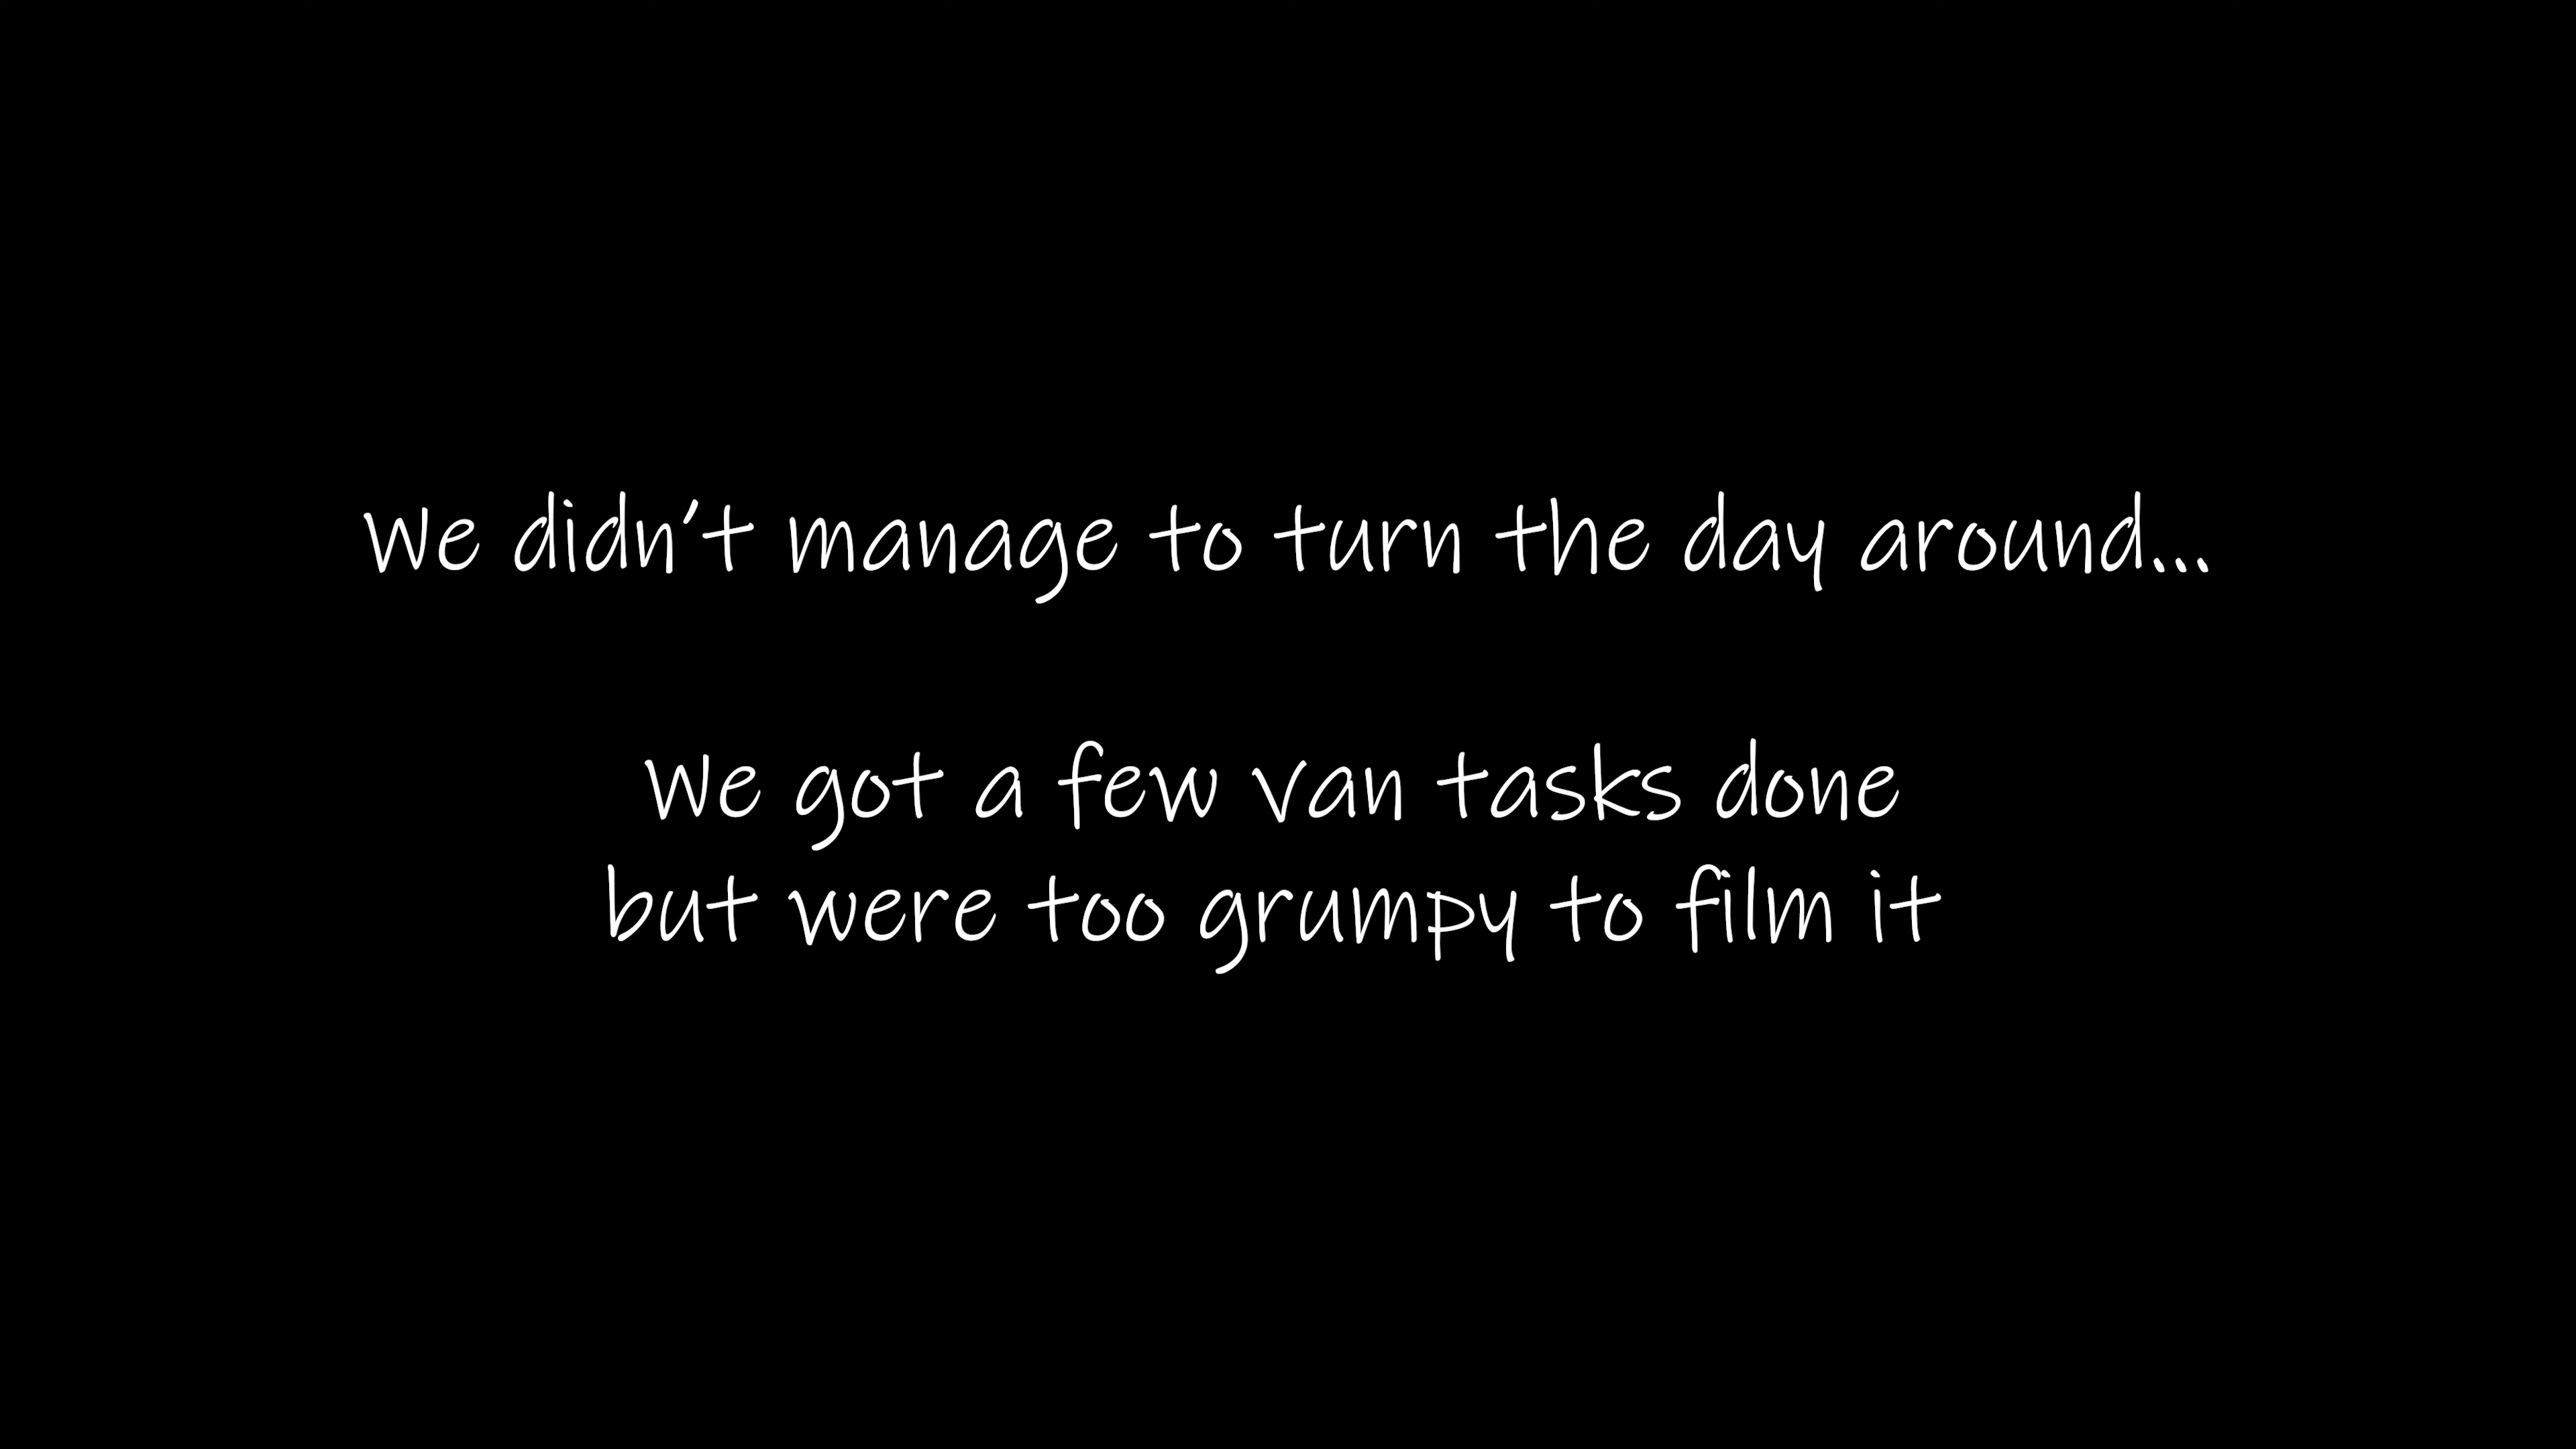 We didn't manage to turn the day around...
We got a few van tasks done
but were too grumpy to film it